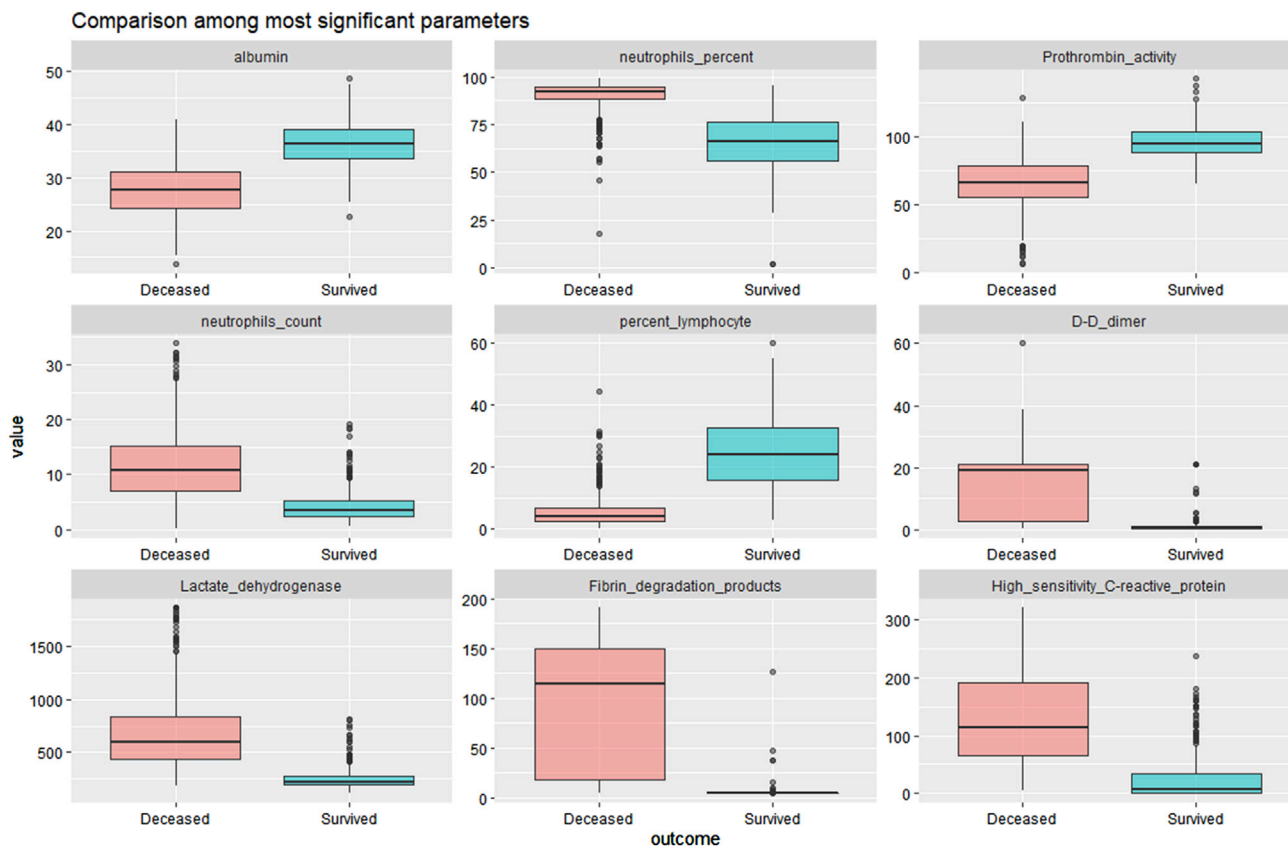 Comparison among most significant parameters
albumin
neutrophils_percent
Prothrombin_activity
50
40
30
20
100
75
50
25
0
100
50
0
Deceased Survived
Deceased Survived
Deceased Survived
neutrophils_count
percent_lymphocyte
D-D_dimer
30
20
10
0
60
40
20
0
60
40
20
0
Deceased Survived
Deceased Survived
Deceased Survived
Lactate_dehydrogenase
Fibrin_degradation_products
High_sensitivity_C-reactive_protein
1500
1000
500
200
150
100
50
0
300
200
100
0
Deceased Survived
Deceased Survived
Deceased Survived
value
outcome